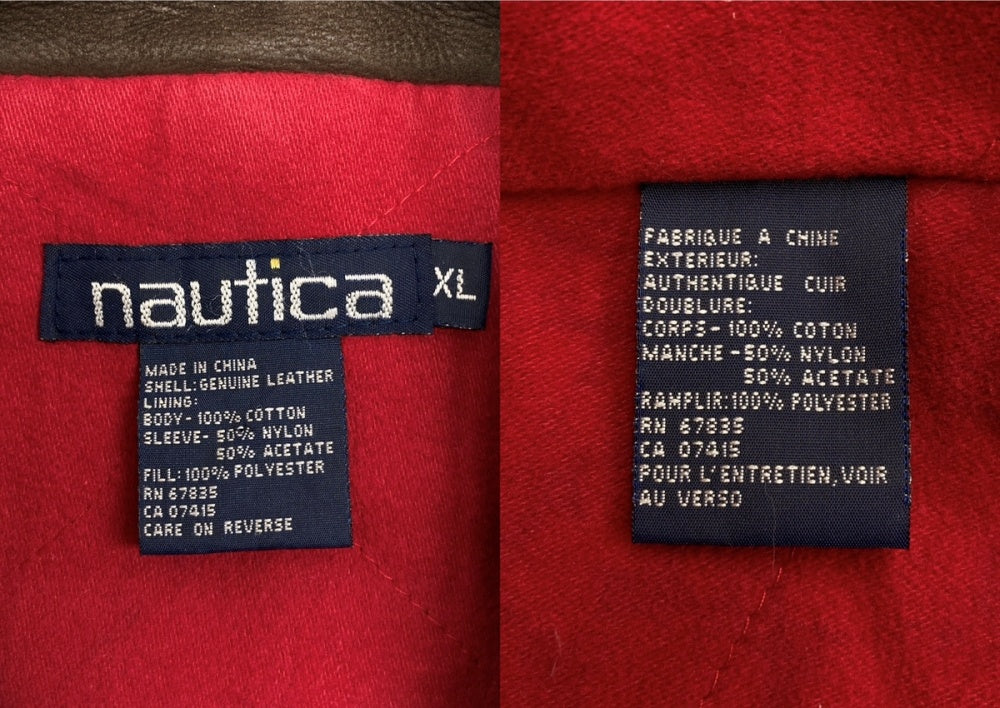 nautica
XL
MADE IN CHINA
SHELL: GENUINE LEATHER
LINING:
BODY- 100% COTTON
SLEEVE- 50% NYLON
50% ACETATE
FILL: 100% POLYESTER
RN 67835
CA 07415
CARE ON REVERSE
FABRIQUE A CHINE
EXTERIEUR:
AUTHENTIQUE CUIR
DOUBLURE:
CORPS- 100% COTON
MANCHE -50% NYLON
50% ACETATE
RAMPLIR: 100% POLYESTER
RN 67835
CA 07415
POUR L'ENTRETIEN, VOIR
AU VERSO